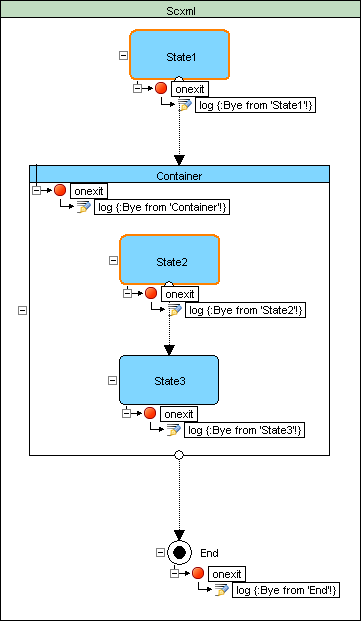 Scxml
State1
onexit
log {:Bye from 'State1'!}
Container
onexit
log {:Bye from 'Container'!}
State2
onexit
log {:Bye from 'State2'!}
State3
onexit
log {:Bye from 'State3'!}
End
onexit
log {:Bye from 'End'!}